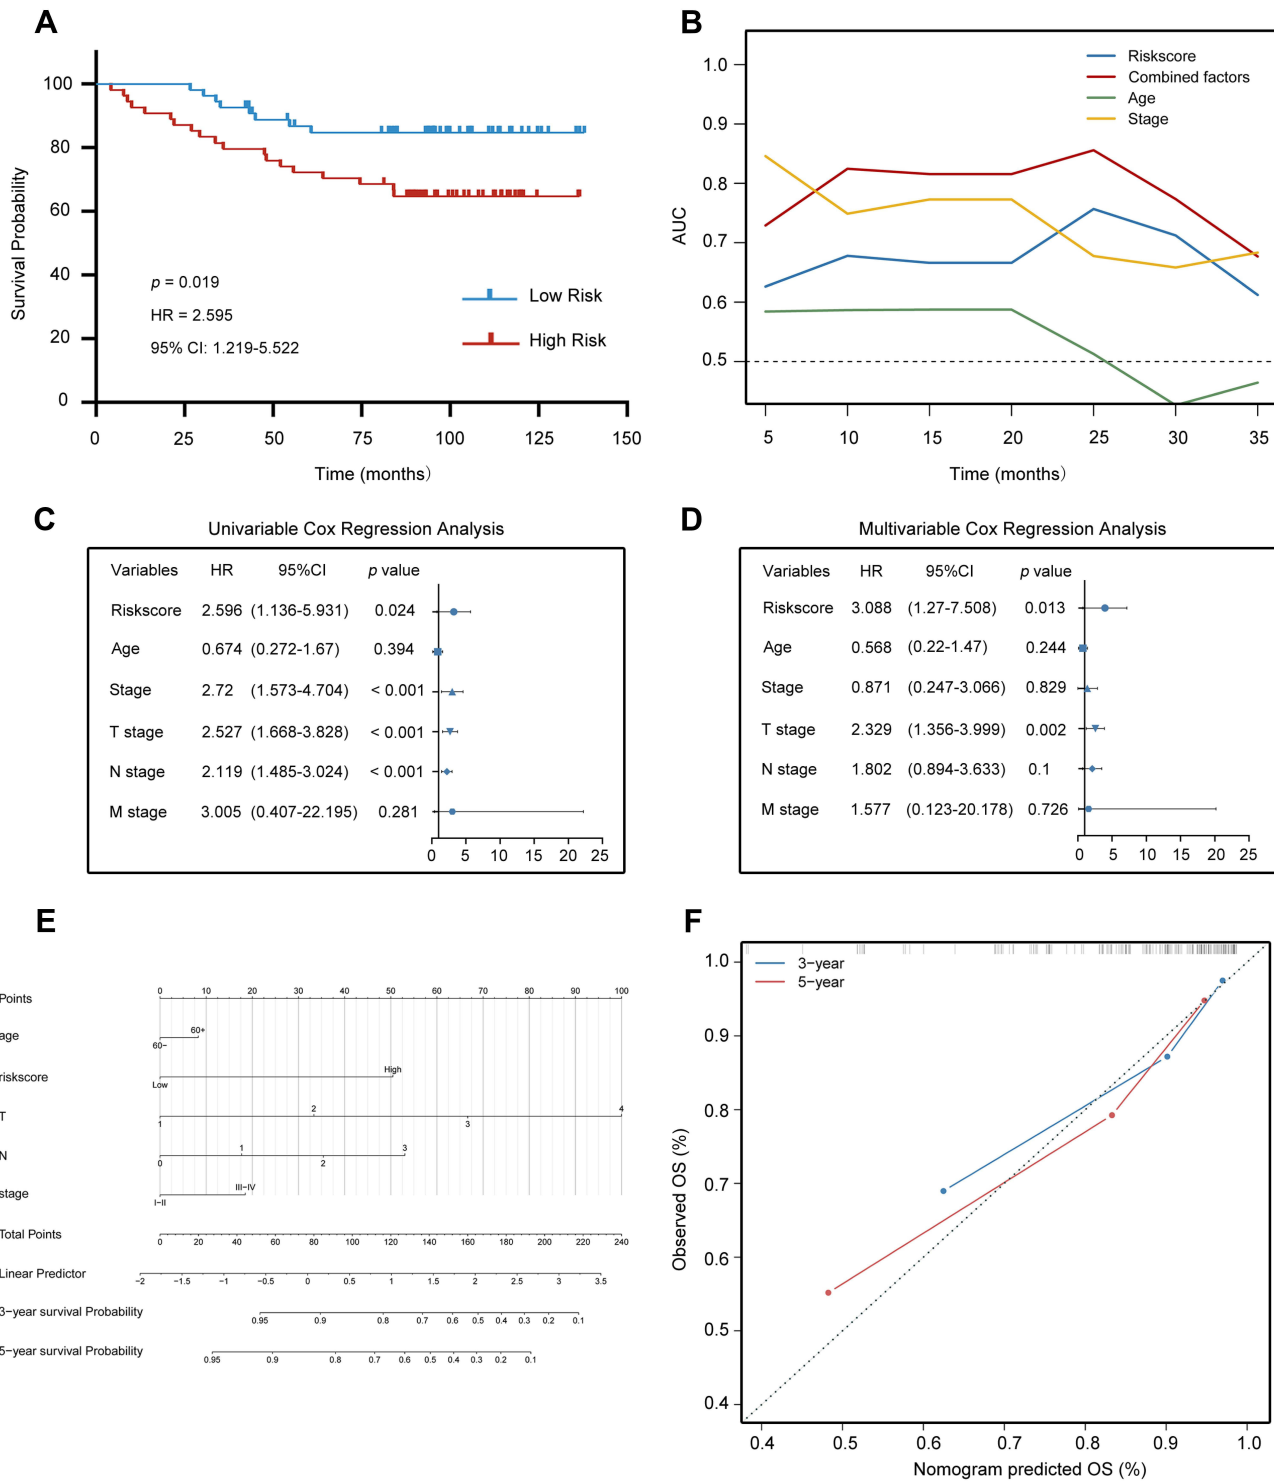 A
100
80
60
40
20
0
Survival Probability
p = 0.019
HR = 2.595
95% CI: 1.219-5.522
Low Risk
High Risk
0 25 50 75 100 125 150
Time (months)
B
1.0
0.9
0.8
0.7
0.6
0.5
AUC
Riskscore
Combined factors
Age
Stage
5 10 15 20 25 30 35
Time (months)
C
Univariable Cox Regression Analysis
Variables HR 95%CI p value
Riskscore 2.596 (1.136-5.931) 0.024
Age 0.674 (0.272-1.67) 0.394
Stage 2.72 (1.573-4.704) < 0.001
T stage 2.527 (1.668-3.828) < 0.001
N stage 2.119 (1.485-3.024) < 0.001
M stage 3.005 (0.407-22.195) 0.281
0 5 10 15 20 25
D
Multivariable Cox Regression Analysis
Variables HR 95%CI p value
Riskscore 3.088 (1.27-7.508) 0.013
Age 0.568 (0.22-1.47) 0.244
Stage 0.871 (0.247-3.066) 0.829
T stage 2.329 (1.356-3.999) 0.002
N stage 1.802 (0.894-3.633) 0.1
M stage 1.577 (0.123-20.178) 0.726
0 5 10 15 20 25
E
Points
0 10 20 30 40 50 60 70 80 90 100
age
60+
60−
riskscore
High
Low
T
2 4
1 3
N
1 3
0 2
stage
III−IV
I−II
Total Points
0 20 40 60 80 100 120 140 160 180 200 220 240
Linear Predictor
−2 −1.5 −1 −0.5 0 0.5 1 1.5 2 2.5 3 3.5
3−year survival Probability
0.95 0.9 0.8 0.7 0.6 0.5 0.4 0.3 0.2 0.1
5−year survival Probability
0.95 0.9 0.8 0.7 0.6 0.5 0.4 0.3 0.2 0.1
F
1.0
0.9
0.8
0.7
0.6
0.5
0.4
Observed OS (%)
3−year
5−year
0.4 0.5 0.6 0.7 0.8 0.9 1.0
Nomogram predicted OS (%)